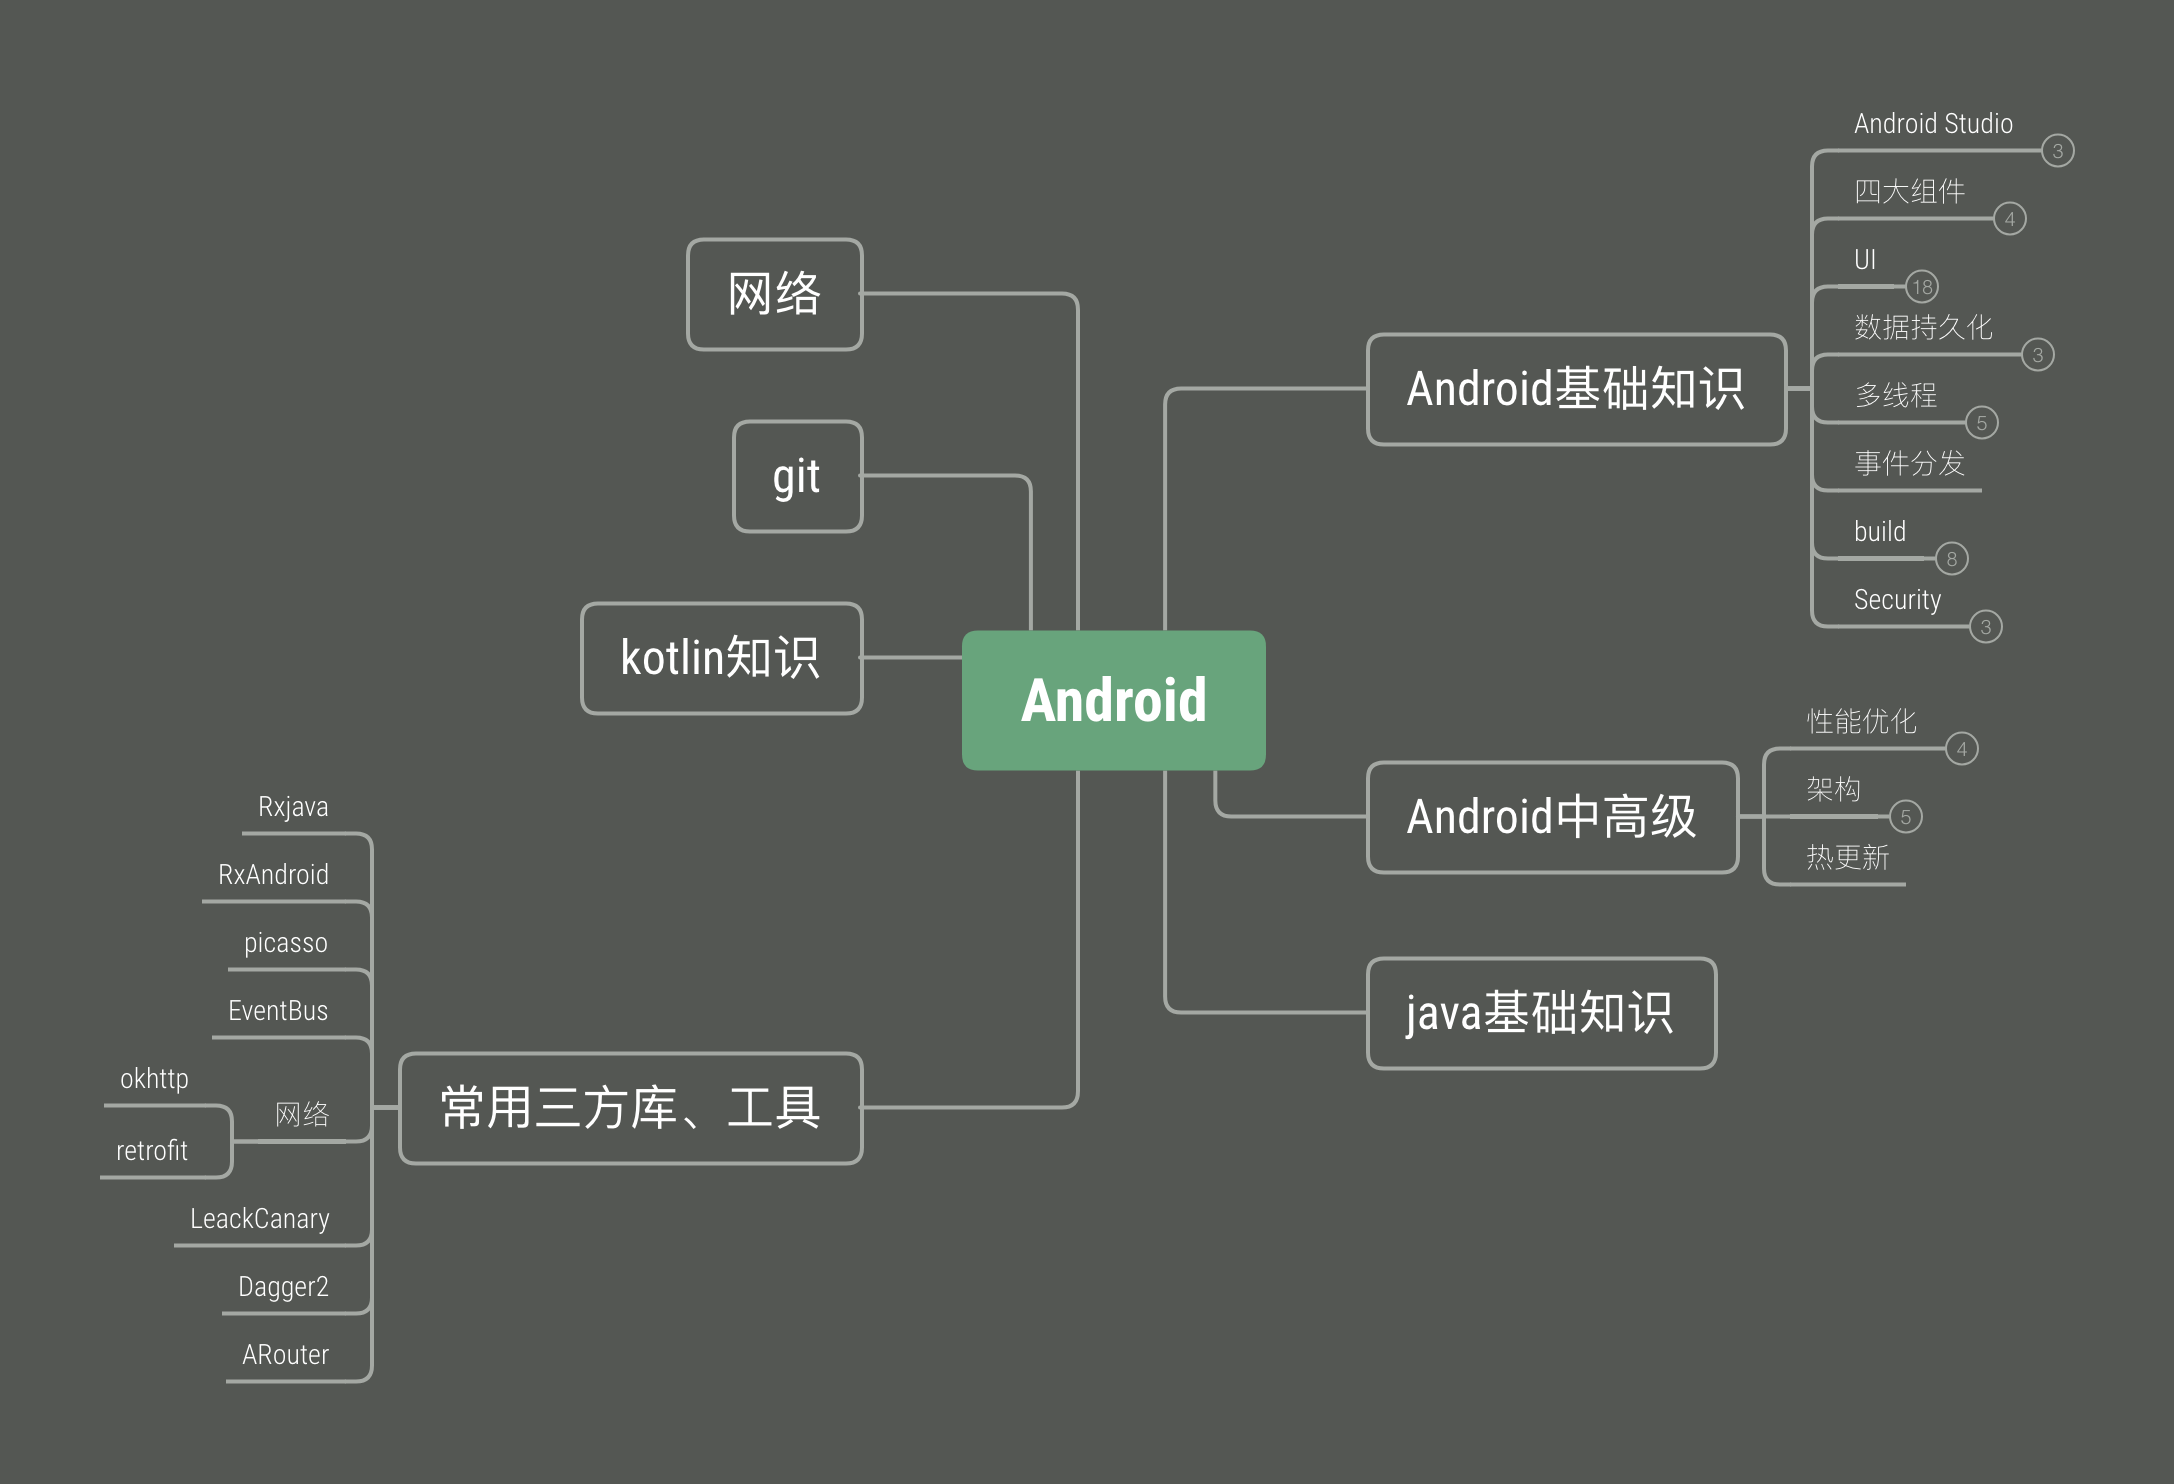 Android
Android基础知识
Android Studio
3
四大组件
4
UI
18
数据持久化
3
多线程
5
事件分发
build
8
Security
3
Android中高级
性能优化
4
架构
5
热更新
java基础知识
网络
git
kotlin知识
常用三方库、工具
Rxjava
RxAndroid
picasso
EventBus
网络
okhttp
retrofit
LeackCanary
Dagger2
ARouter